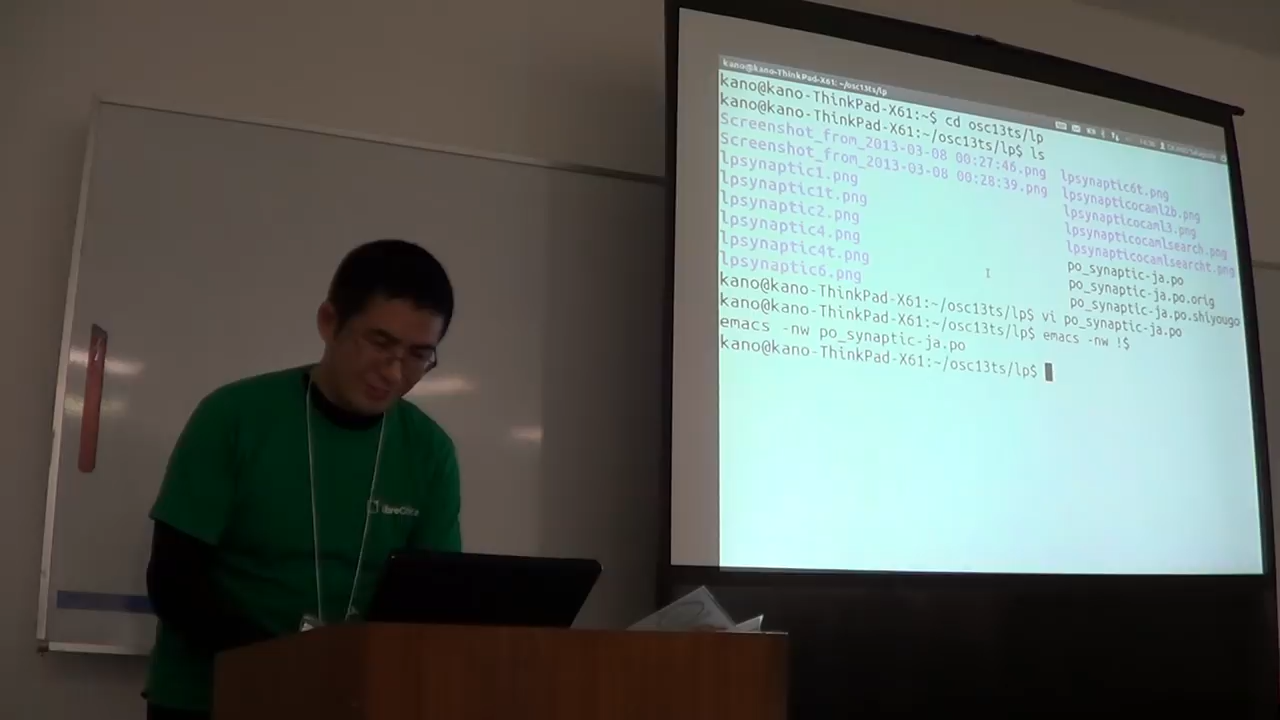 kano@kano-ThinkPad-X61: ~/osc13ts/lp
kano@kano-ThinkPad-X61:~$ cd osc13ts/lp
kano@kano-ThinkPad-X61:~/osc13ts/lp$ ls
Screenshot_from_2013-03-08 00:27:46.png lpsynaptic6t.png
Screenshot_from_2013-03-08 00:28:39.png lpsynapticocaml2b.png
lpsynaptic1.png lpsynapticocaml3.png
lpsynaptic1t.png lpsynapticocamlsearch.png
lpsynaptic2.png lpsynapticocamlsearcht.png
lpsynaptic4.png po_synaptic-ja.po
lpsynaptic4t.png po_synaptic-ja.po.orig
lpsynaptic6.png po_synaptic-ja.po.shiyougo
kano@kano-ThinkPad-X61:~/osc13ts/lp$ vi po_synaptic-ja.po
kano@kano-ThinkPad-X61:~/osc13ts/lp$ emacs -nw !$
emacs -nw po_synaptic-ja.po
kano@kano-ThinkPad-X61:~/osc13ts/lp$
LibreOffice